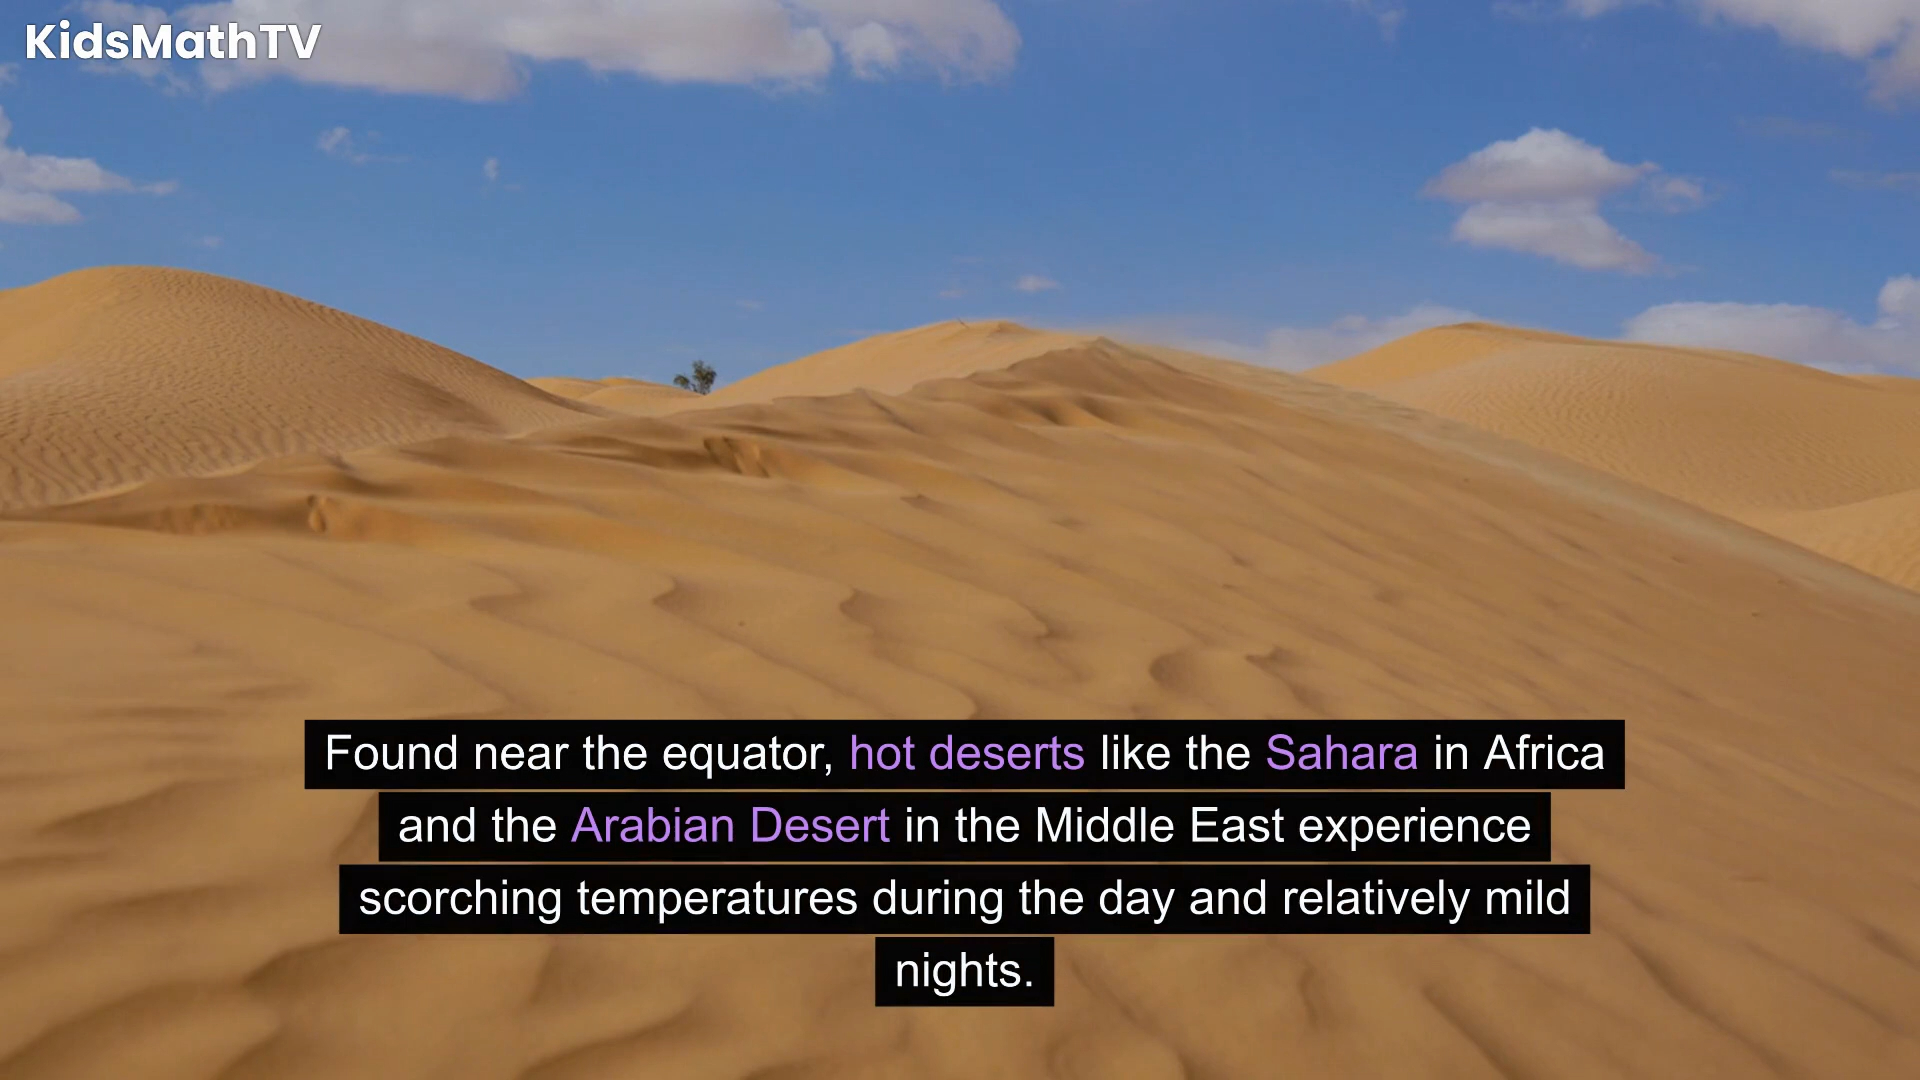 KidsMathTV
Found near the equator, hot deserts like the Sahara in Africa
and the Arabian Desert in the Middle East experience
scorching temperatures during the day and relatively mild
nights.